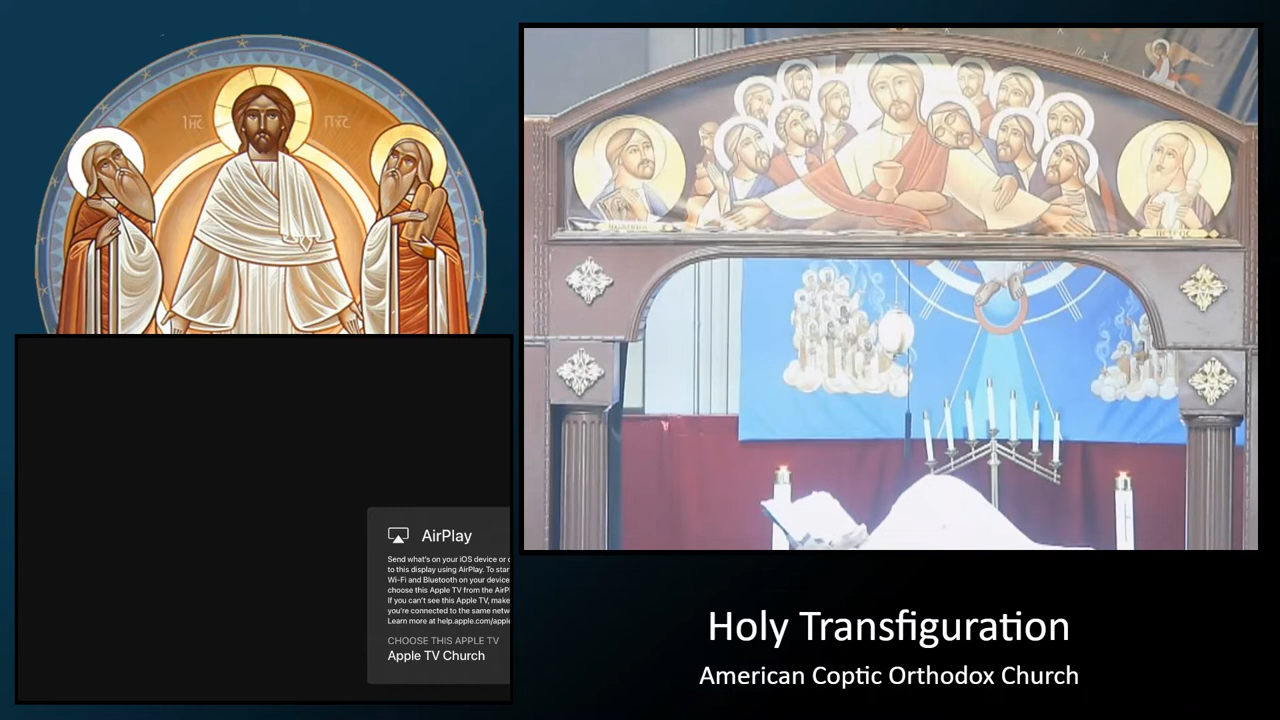 AirPlay
Send what's on your iOS device or
to this display using AirPlay. To star
Wi-Fi and Bluetooth on your device
choose this Apple TV from the AirP
If you can't see this Apple TV, make
you're connected to the same netw
Learn more at help.apple.com/apple
CHOOSE THIS APPLE TV
Apple TV Church
Holy Transfiguration
American Coptic Orthodox Church